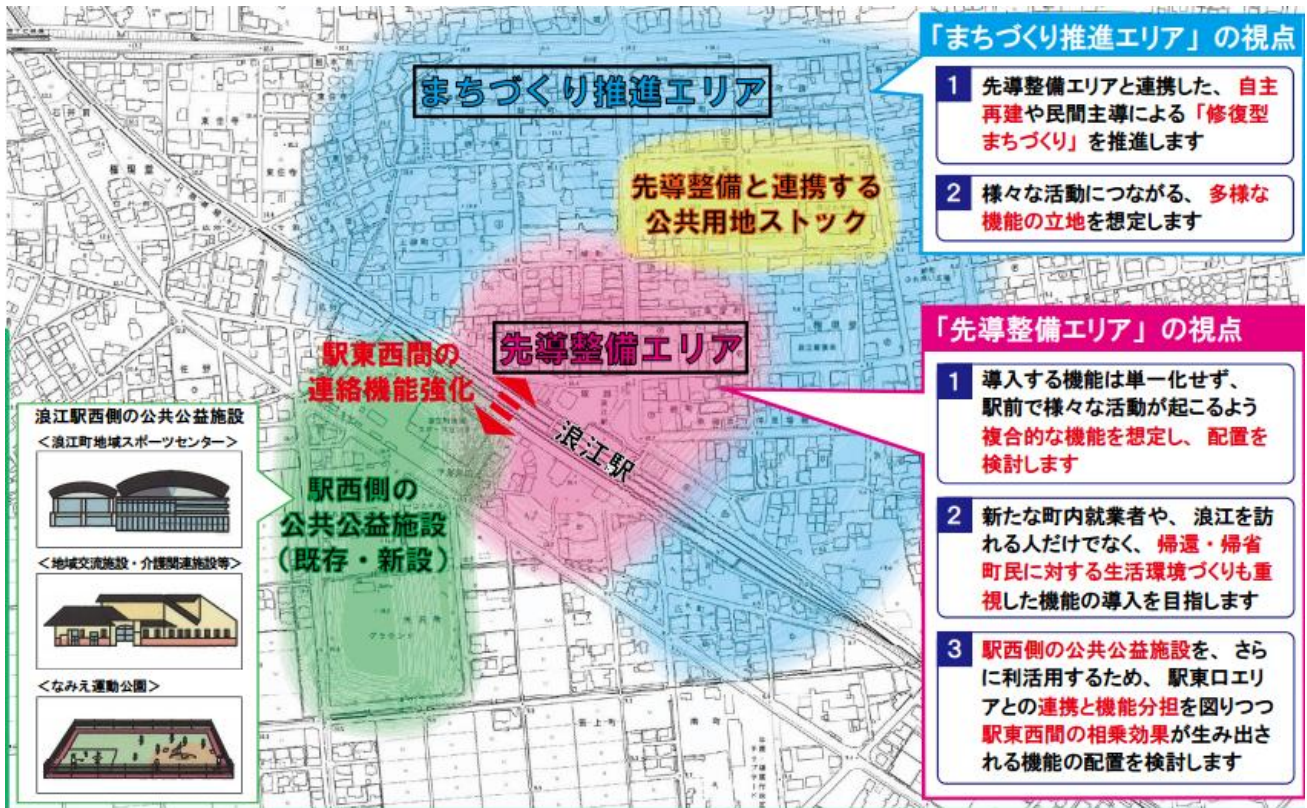 まちづくり推進エリア
先導整備と連携する
公共用地ストック
先導整備エリア
駅東西間の
連絡機能強化
浪江駅
駅西側の
公共公益施設
（既存・新設）
グラウンド
浪江駅西側の公共公益施設
＜浪江町地域スポーツセンター＞
＜地域交流施設・介護関連施設等＞
＜なみえ運動公園＞
「まちづくり推進エリア」の視点
1 先導整備エリアと連携した、自主
再建や民間主導による「修復型
まちづくり」を推進します
2 様々な活動につながる、多様な
機能の立地を想定します
「先導整備エリア」の視点
1 導入する機能は単一化せず、
駅前で様々な活動が起こるよう
複合的な機能を想定し、配置を
検討します
2 新たな町内就業者や、浪江を訪
れる人だけでなく、帰還・帰省
町民に対する生活環境づくりも重
視した機能の導入を目指します
3 駅西側の公共公益施設を、さら
に利活用するため、駅東口エリ
アとの連携と機能分担を図りつつ
駅東西間の相乗効果が生み出さ
れる機能の配置を検討します